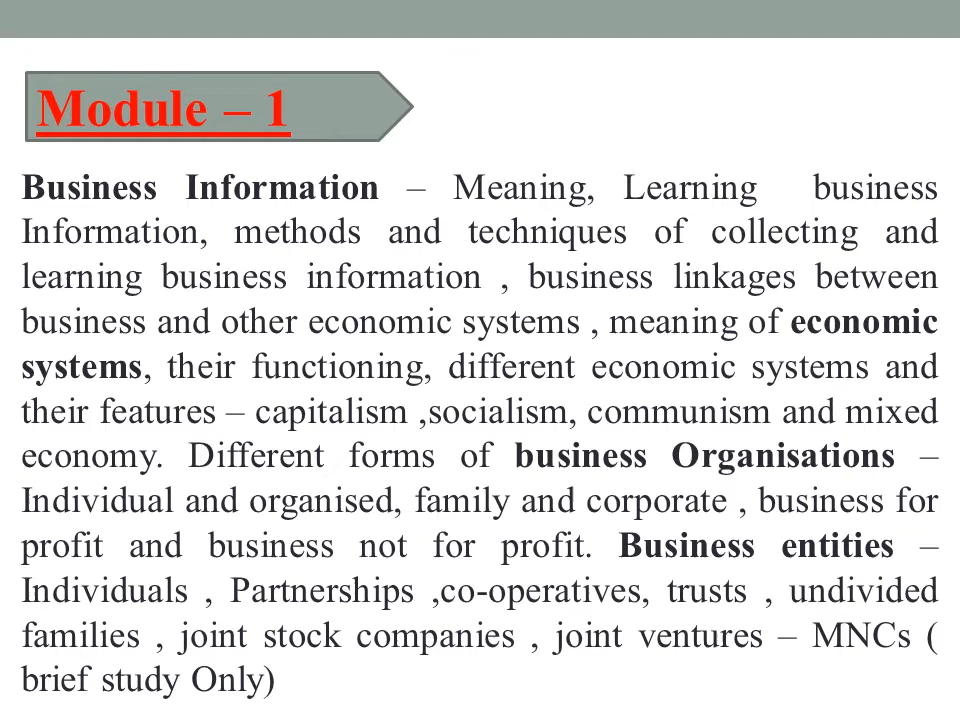 Module – 1
Business Information – Meaning, Learning business
Information, methods and techniques of collecting and
learning business information , business linkages between
business and other economic systems , meaning of economic
systems, their functioning, different economic systems and
their features – capitalism ,socialism, communism and mixed
economy. Different forms of business Organisations –
Individual and organised, family and corporate , business for
profit and business not for profit. Business entities –
Individuals , Partnerships ,co-operatives, trusts , undivided
families , joint stock companies , joint ventures – MNCs (
brief study Only)